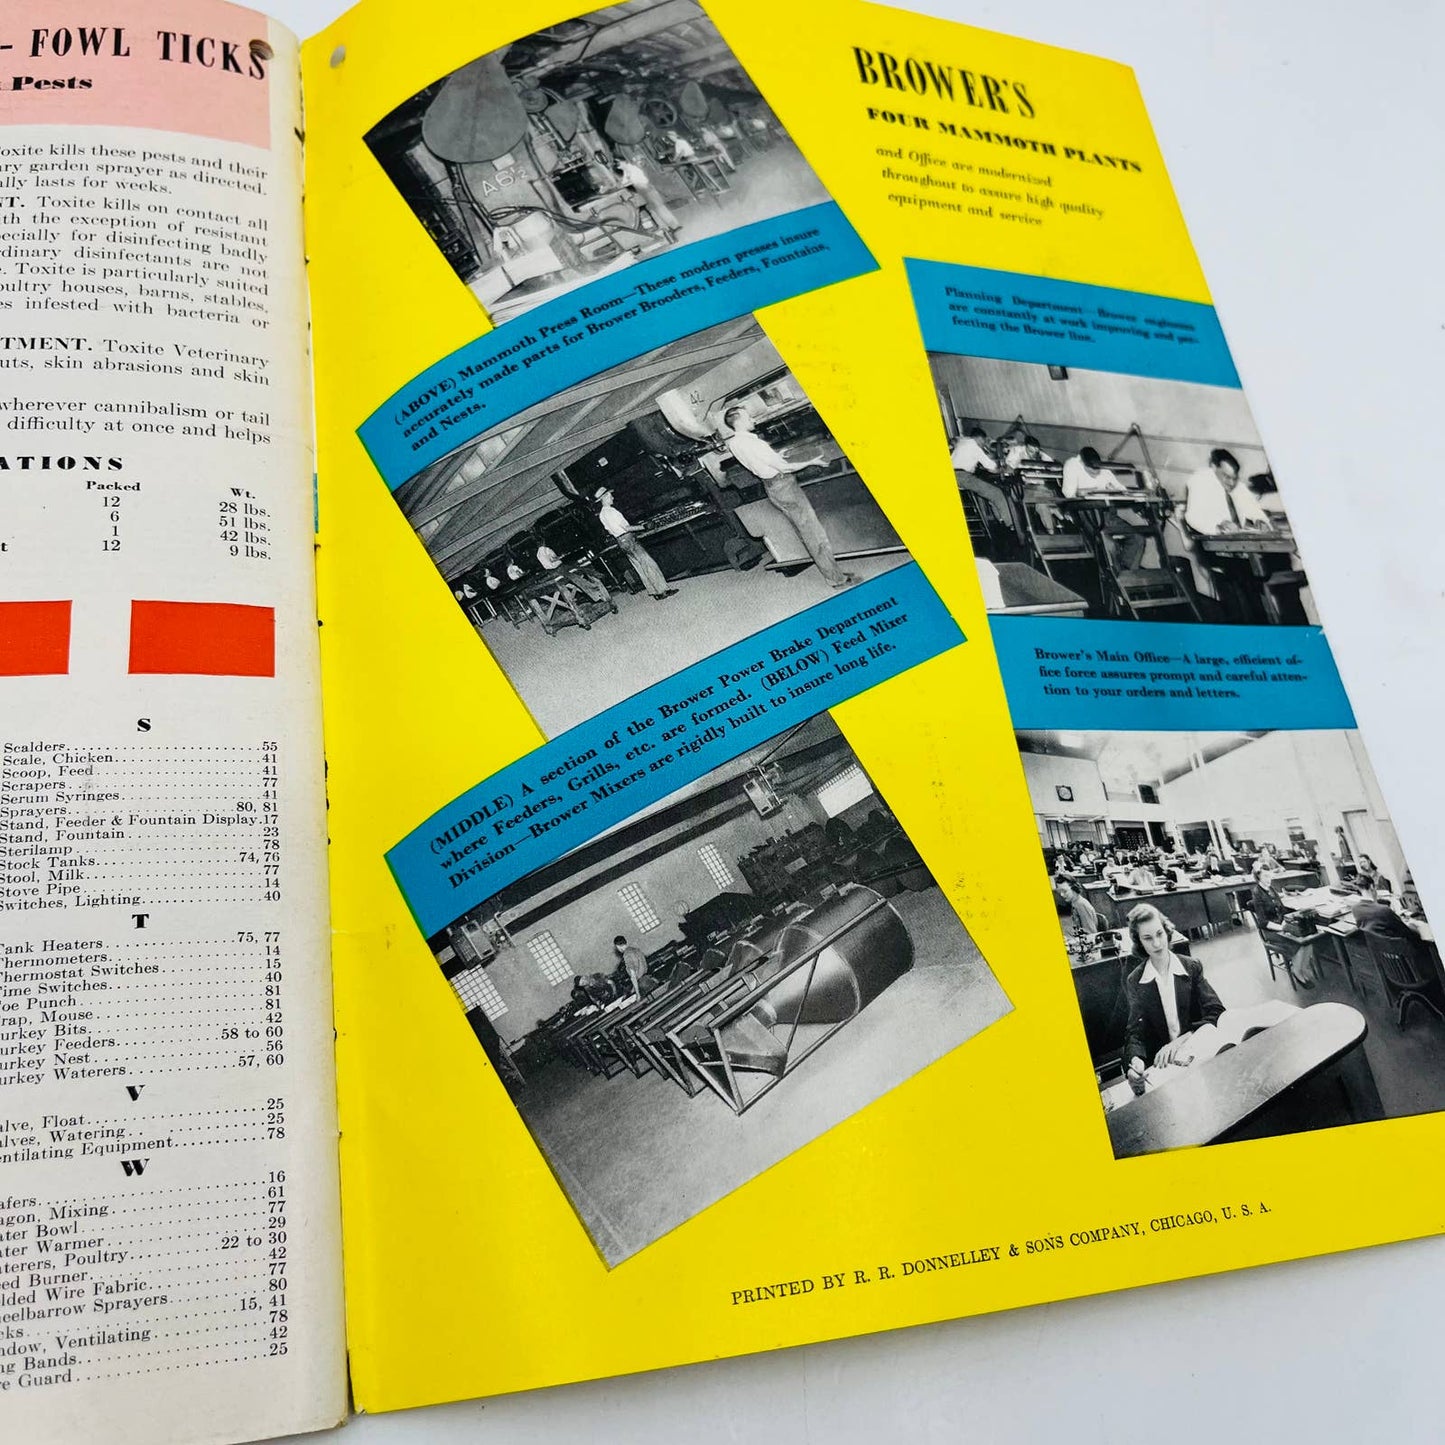 – FOWL TICKS
Pests
Toxite kills these pests and their
ary garden sprayer as directed.
ally lasts for weeks.
NT. Toxite kills on contact all
ith the exception of resistant
pecially for disinfecting badly
rdinary disinfectants are not
e. Toxite is particularly suited
oultry houses, barns, stables,
es infested with bacteria or
TMENT. Toxite Veterinary
uts, skin abrasions and skin
wherever cannibalism or tail
difficulty at once and helps
ATIONS
Packed Wt.
12 28 lbs.
6 51 lbs.
1 42 lbs.
t 12 9 lbs.
S
Scalders 55
Scale, Chicken 41
Scoop, Feed 41
Scrapers 77
Serum Syringes 41
Sprayers 80, 81
Stand, Feeder & Fountain Display 17
Stand, Fountain 23
Sterilamp 78
Stock Tanks 74, 76
Stool, Milk 77
Stove Pipe 14
Switches, Lighting 40
T
Tank Heaters 75, 77
Thermometers 14
Thermostat Switches 15
Time Switches 40
Toe Punch 81
Trap, Mouse 81
Turkey Bits 42
Turkey Feeders 58 to 60
Turkey Nest 56
Turkey Waterers 57, 60
V
alve, Float 25
alves, Watering 25
entilating Equipment 78
W
afers 16
agon, Mixing 61
ater Bowl 77
ater Warmer 29
aterers, Poultry 22 to 30
eed Burner 42
elded Wire Fabric 77
heelbarrow Sprayers 80
cks 15, 41
ndow, Ventilating 78
ng Bands 42
re Guard 25
BROWER'S
FOUR MAMMOTH PLANTS
and Office are modernized
throughout to assure high quality
equipment and service
A 6½
(ABOVE) Mammoth Press Room—These modern presses insure
accurately made parts for Brower Brooders, Feeders, Fountains,
and Nests.
Planning Department—Brower engineers
are constantly at work improving and per-
fecting the Brower line.
42
(MIDDLE) A section of the Brower Power Brake Department
where Feeders, Grills, etc. are formed. (BELOW) Feed Mixer
Division—Brower Mixers are rigidly built to insure long life.
Brower's Main Office—A large, efficient of-
fice force assures prompt and careful atten-
tion to your orders and letters.
PRINTED BY R. R. DONNELLEY & SONS COMPANY, CHICAGO, U. S. A.